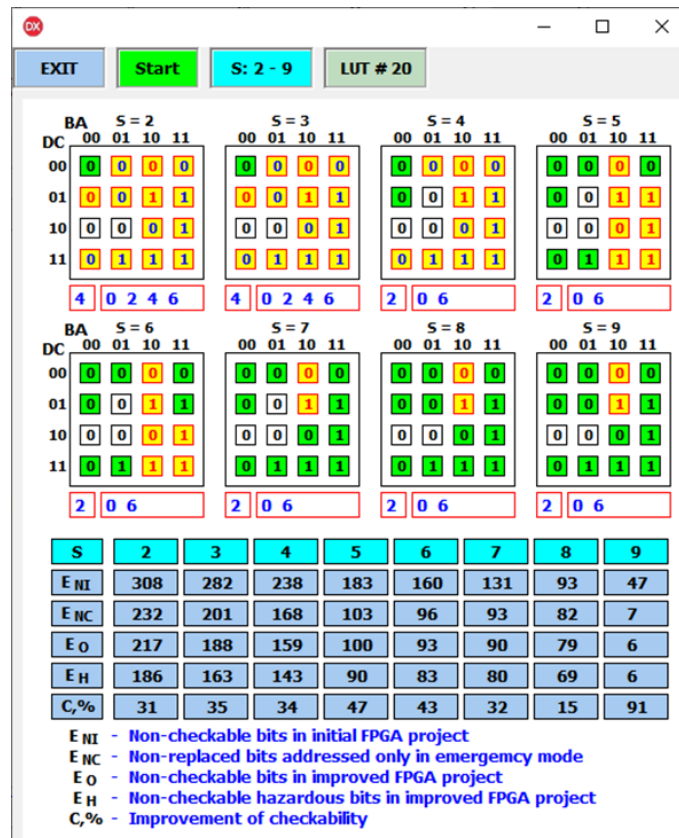 DX
EXIT Start S: 2 - 9 LUT # 20
BA S = 2 S = 3 S = 4 S = 5
DC 00 01 10 11 00 01 10 11 00 01 10 11 00 01 10 11
00 0 0 0 0 0 0 0 0 0 0 0 0 0 0 0 0
01 0 0 1 1 0 0 1 1 0 0 1 1 0 0 1 1
10 0 0 0 1 0 0 0 1 0 0 0 1 0 0 0 1
11 0 1 1 1 0 1 1 1 0 1 1 1 0 1 1 1
4 0 2 4 6 4 0 2 4 6 2 0 6 2 0 6
BA S = 6 S = 7 S = 8 S = 9
DC 00 01 10 11 00 01 10 11 00 01 10 11 00 01 10 11
00 0 0 0 0 0 0 0 0 0 0 0 0 0 0 0 0
01 0 0 1 1 0 0 1 1 0 0 1 1 0 0 1 1
10 0 0 0 1 0 0 0 1 0 0 0 1 0 0 0 1
11 0 1 1 1 0 1 1 1 0 1 1 1 0 1 1 1
2 0 6 2 0 6 2 0 6 2 0 6
S 2 3 4 5 6 7 8 9
E NI 308 282 238 183 160 131 93 47
E NC 232 201 168 103 96 93 82 7
E O 217 188 159 100 93 90 79 6
E H 186 163 143 90 83 80 69 6
C,% 31 35 34 47 43 32 15 91
E NI - Non-checkable bits in initial FPGA project
E NC - Non-replaced bits addressed only in emergemcy mode
E O - Non-checkable bits in improved FPGA project
E H - Non-checkable hazardous bits in improved FPGA project
C,% - Improvement of checkability